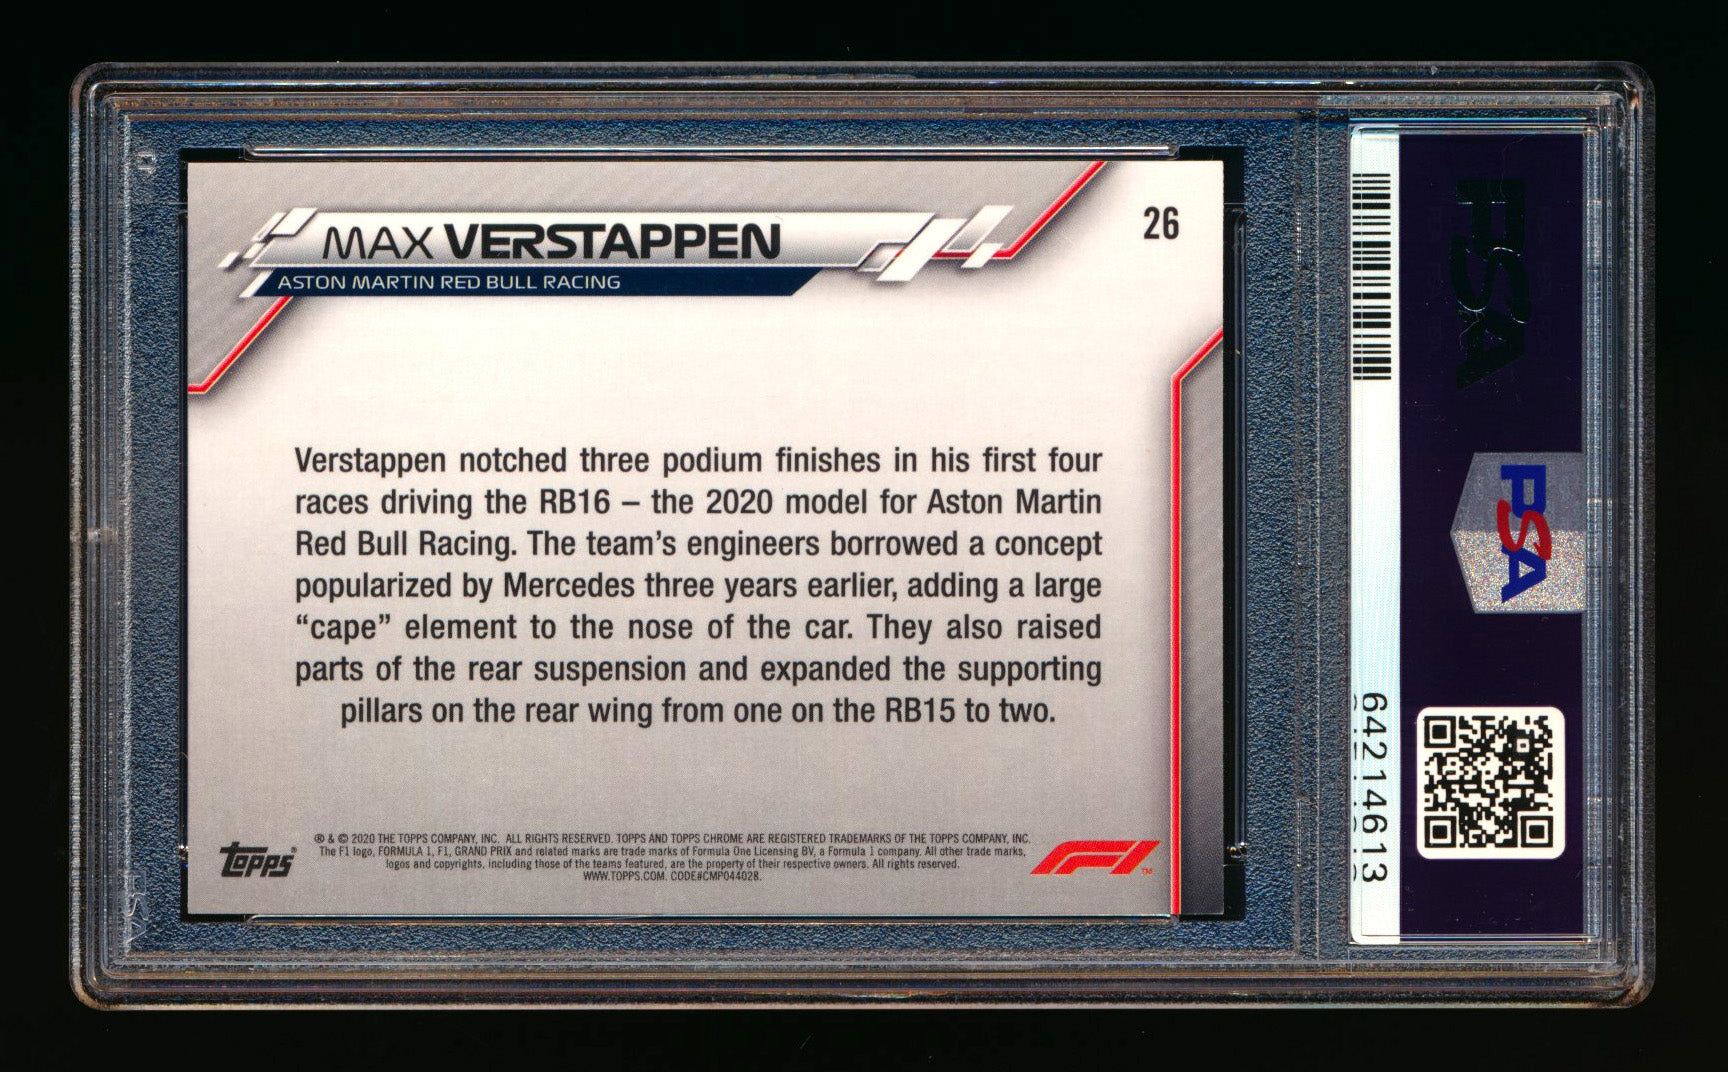 MAX VERSTAPPEN
ASTON MARTIN RED BULL RACING
26
Verstappen notched three podium finishes in his first four
races driving the RB16 – the 2020 model for Aston Martin
Red Bull Racing. The team's engineers borrowed a concept
popularized by Mercedes three years earlier, adding a large
“cape” element to the nose of the car. They also raised
parts of the rear suspension and expanded the supporting
pillars on the rear wing from one on the RB15 to two.
topps®
® & © 2020 THE TOPPS COMPANY, INC. ALL RIGHTS RESERVED. TOPPS AND TOPPS CHROME ARE REGISTERED TRADEMARKS OF THE TOPPS COMPANY, INC.
The F1 logo, FORMULA 1, F1, GRAND PRIX and related marks are trade marks of Formula One Licensing BV, a Formula 1 company. All other trade marks,
logos and copyrights, including those of the teams featured, are the property of their respective owners. All rights reserved.
WWW.TOPPS.COM. CODE#CMP044028.
F1™
PSA
PSA
64214613
PSA